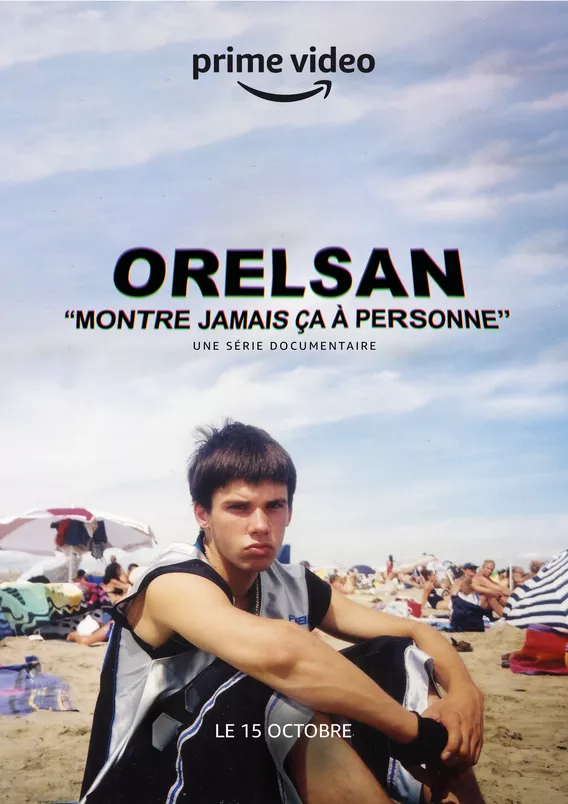 prime video
ORELSAN
“MONTRE JAMAIS ÇA À PERSONNE”
UNE SÉRIE DOCUMENTAIRE
LE 15 OCTOBRE